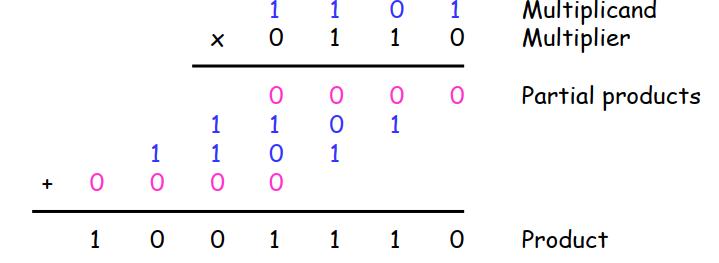 1 1 0 1 Multiplicand
x 0 1 1 0 Multiplier
0 0 0 0 Partial products
1 1 0 1
1 1 0 1
+ 0 0 0 0
1 0 0 1 1 1 0 Product